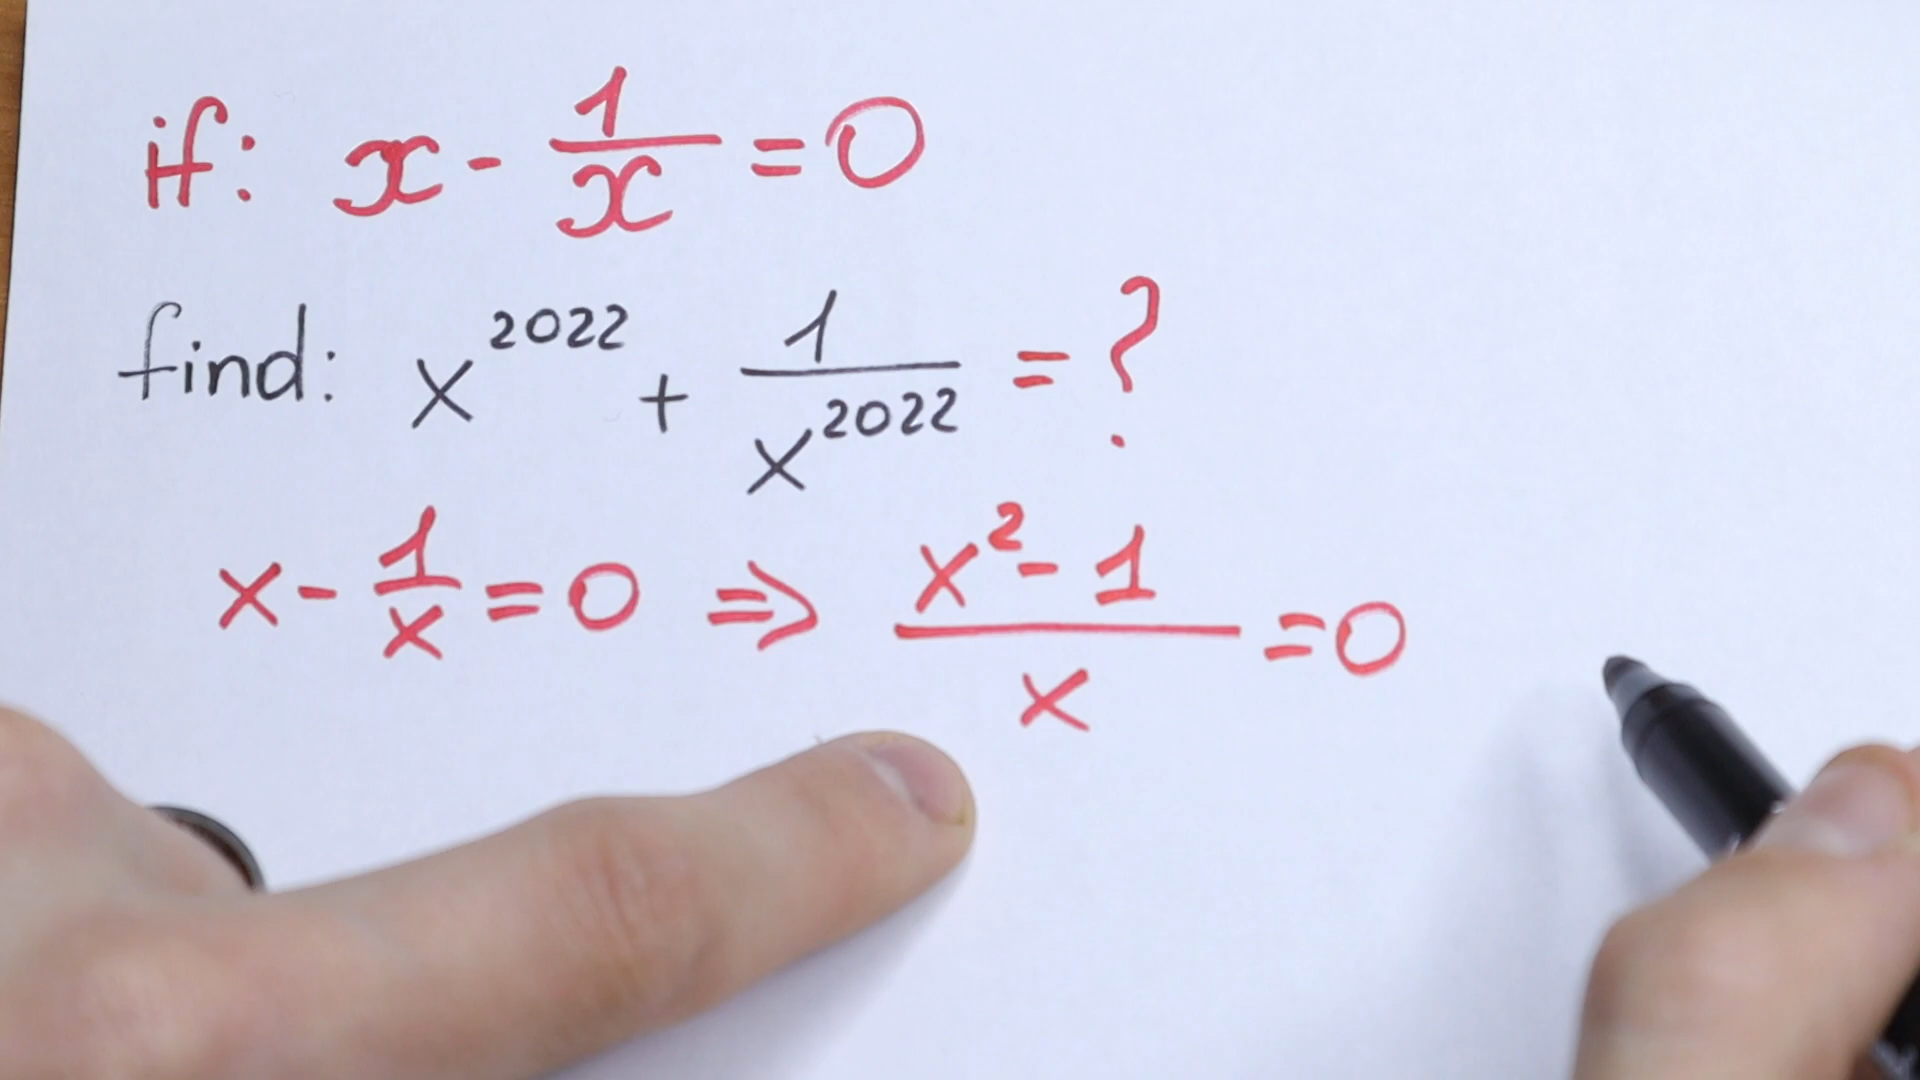 if: x - 1/x = 0
find: x^2022 + 1/x^2022 = ?
x - 1/x = 0 ⇒ (x^2 - 1)/x = 0